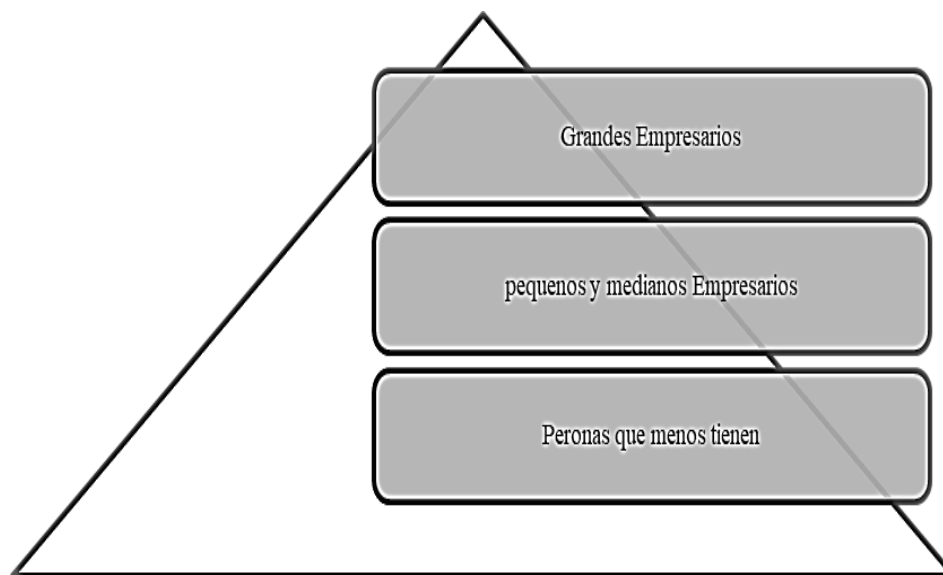 Grandes Empresarios
pequenos y medianos Empresarios
Peronas que menos tienen